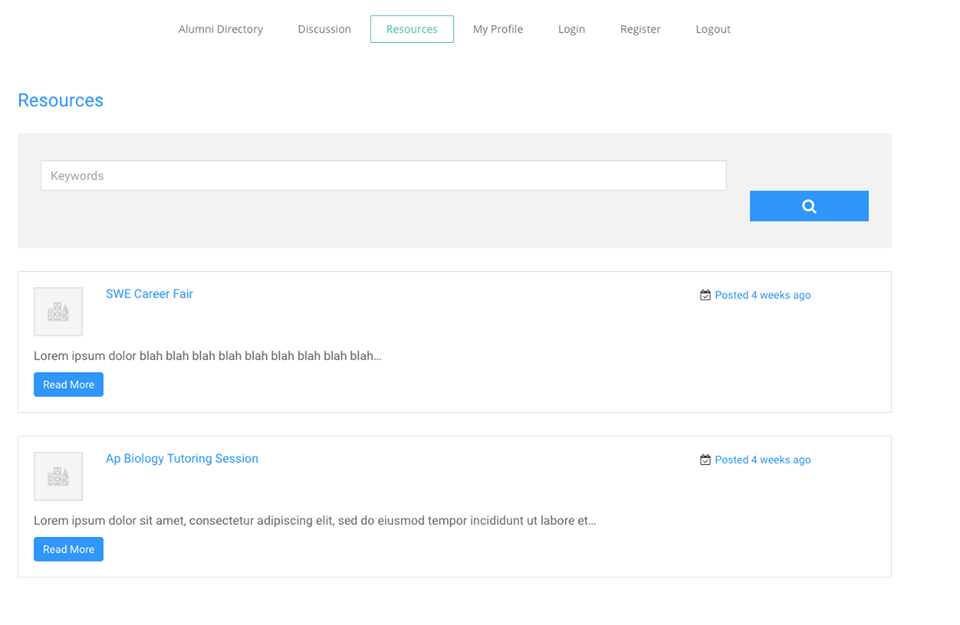 Alumni Directory Discussion Resources My Profile Login Register Logout
Resources
Keywords
SWE Career Fair
Posted 4 weeks ago
Lorem ipsum dolor blah blah blah blah blah blah blah blah blah...
Read More
Ap Biology Tutoring Session
Posted 4 weeks ago
Lorem ipsum dolor sit amet, consectetur adipiscing elit, sed do eiusmod tempor incididunt ut labore et...
Read More